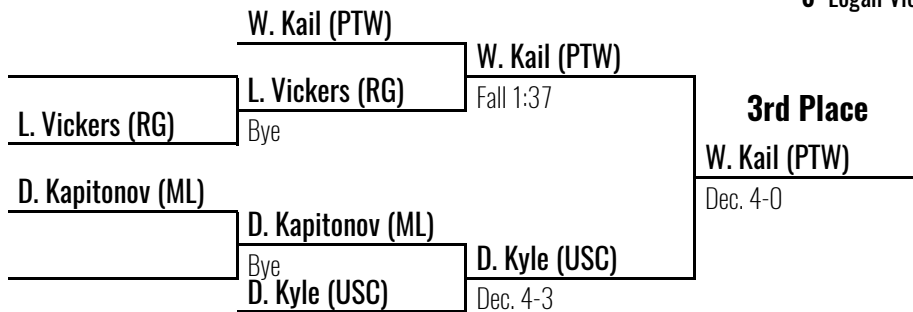 W. Kail (PTW)
Logan
W. Kail (PTW)
L. Vickers (RG)
Fall 1:37
3rd Place
L. Vickers (RG)
Bye
W. Kail (PTW)
D. Kapitonov (ML)
Dec. 4-0
D. Kapitonov (ML)
Bye
D. Kyle (USC)
D. Kyle (USC)
Dec. 4-3